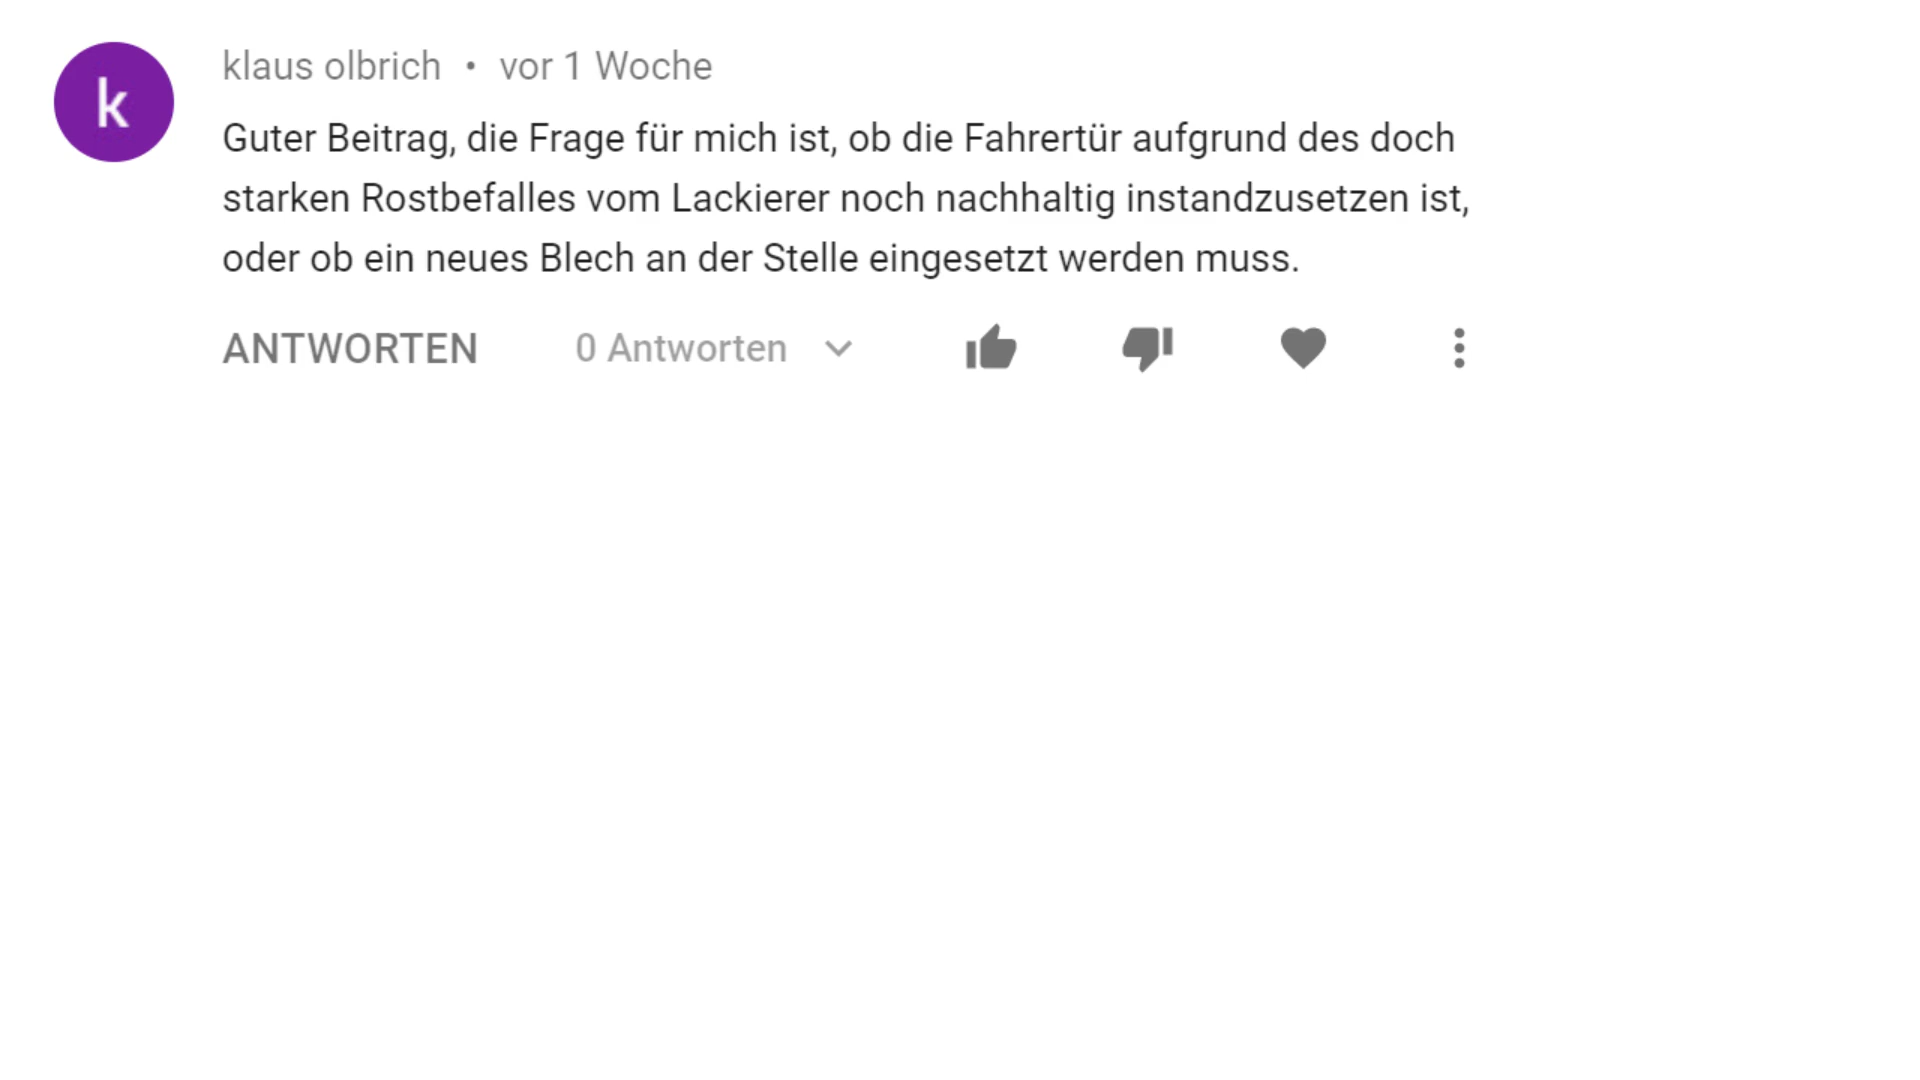 k
klaus olbrich • vor 1 Woche
Guter Beitrag, die Frage für mich ist, ob die Fahrertür aufgrund des doch
starken Rostbefalles vom Lackierer noch nachhaltig instandzusetzen ist,
oder ob ein neues Blech an der Stelle eingesetzt werden muss.
ANTWORTEN 0 Antworten